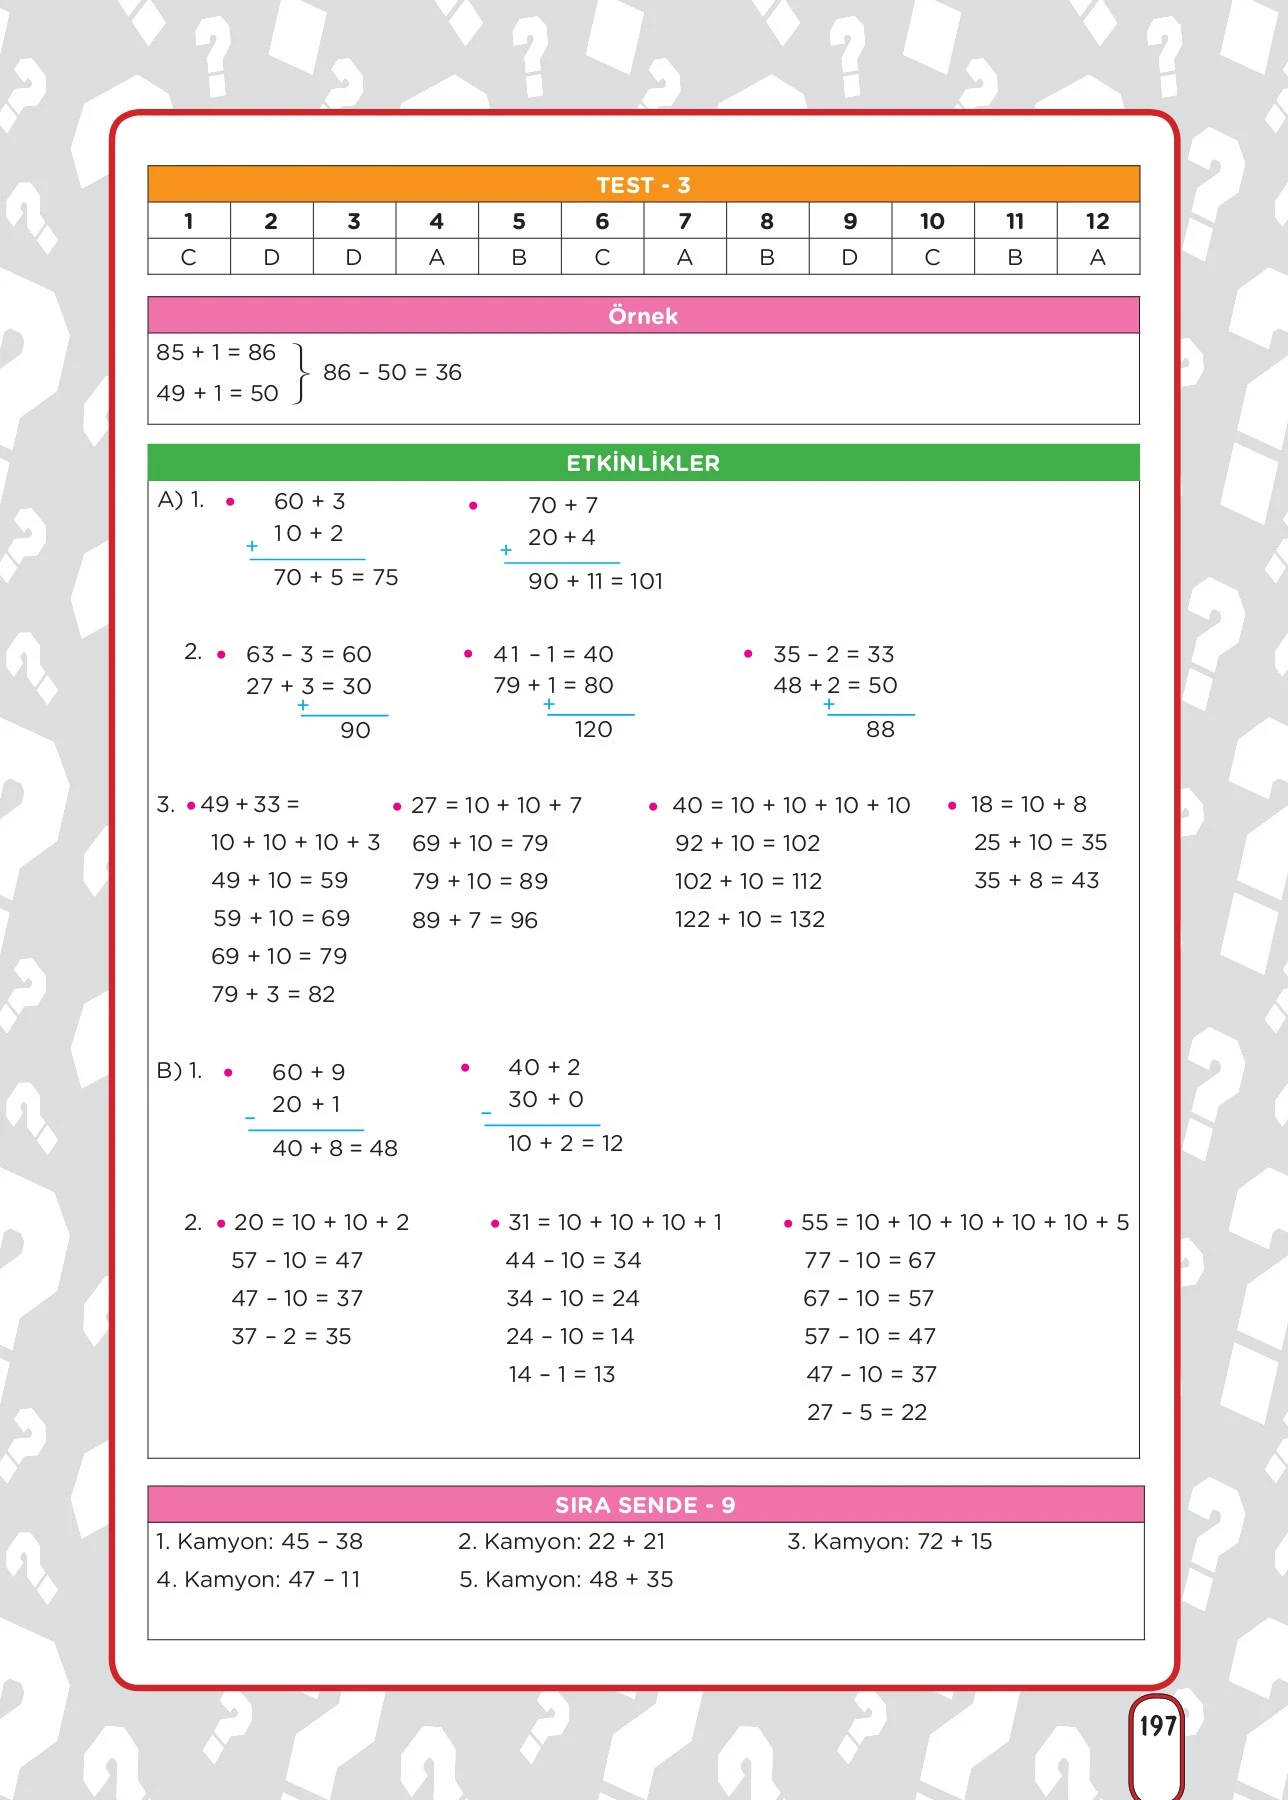 TEST - 3
1 2 3 4 5 6 7 8 9 10 11 12
C D D A B C A B D C B A
Örnek
85 + 1 = 86
49 + 1 = 50
86 – 50 = 36
ETKİNLİKLER
A) 1. • 60 + 3 • 70 + 7
10 + 2 20 + 4
+ +
70 + 5 = 75 90 + 11 = 101
2. • 63 – 3 = 60 • 41 – 1 = 40 • 35 – 2 = 33
27 + 3 = 30 79 + 1 = 80 48 + 2 = 50
+ + +
90 120 88
3. • 49 + 33 = • 27 = 10 + 10 + 7 • 40 = 10 + 10 + 10 + 10 • 18 = 10 + 8
10 + 10 + 10 + 3 69 + 10 = 79 92 + 10 = 102 25 + 10 = 35
49 + 10 = 59 79 + 10 = 89 102 + 10 = 112 35 + 8 = 43
59 + 10 = 69 89 + 7 = 96 122 + 10 = 132
69 + 10 = 79
79 + 3 = 82
B) 1. • 60 + 9 • 40 + 2
20 + 1 30 + 0
– –
40 + 8 = 48 10 + 2 = 12
2. • 20 = 10 + 10 + 2 • 31 = 10 + 10 + 10 + 1 • 55 = 10 + 10 + 10 + 10 + 10 + 5
57 – 10 = 47 44 – 10 = 34 77 – 10 = 67
47 – 10 = 37 34 – 10 = 24 67 – 10 = 57
37 – 2 = 35 24 – 10 = 14 57 – 10 = 47
14 – 1 = 13 47 – 10 = 37
27 – 5 = 22
SIRA SENDE - 9
1. Kamyon: 45 – 38 2. Kamyon: 22 + 21 3. Kamyon: 72 + 15
4. Kamyon: 47 – 11 5. Kamyon: 48 + 35
197